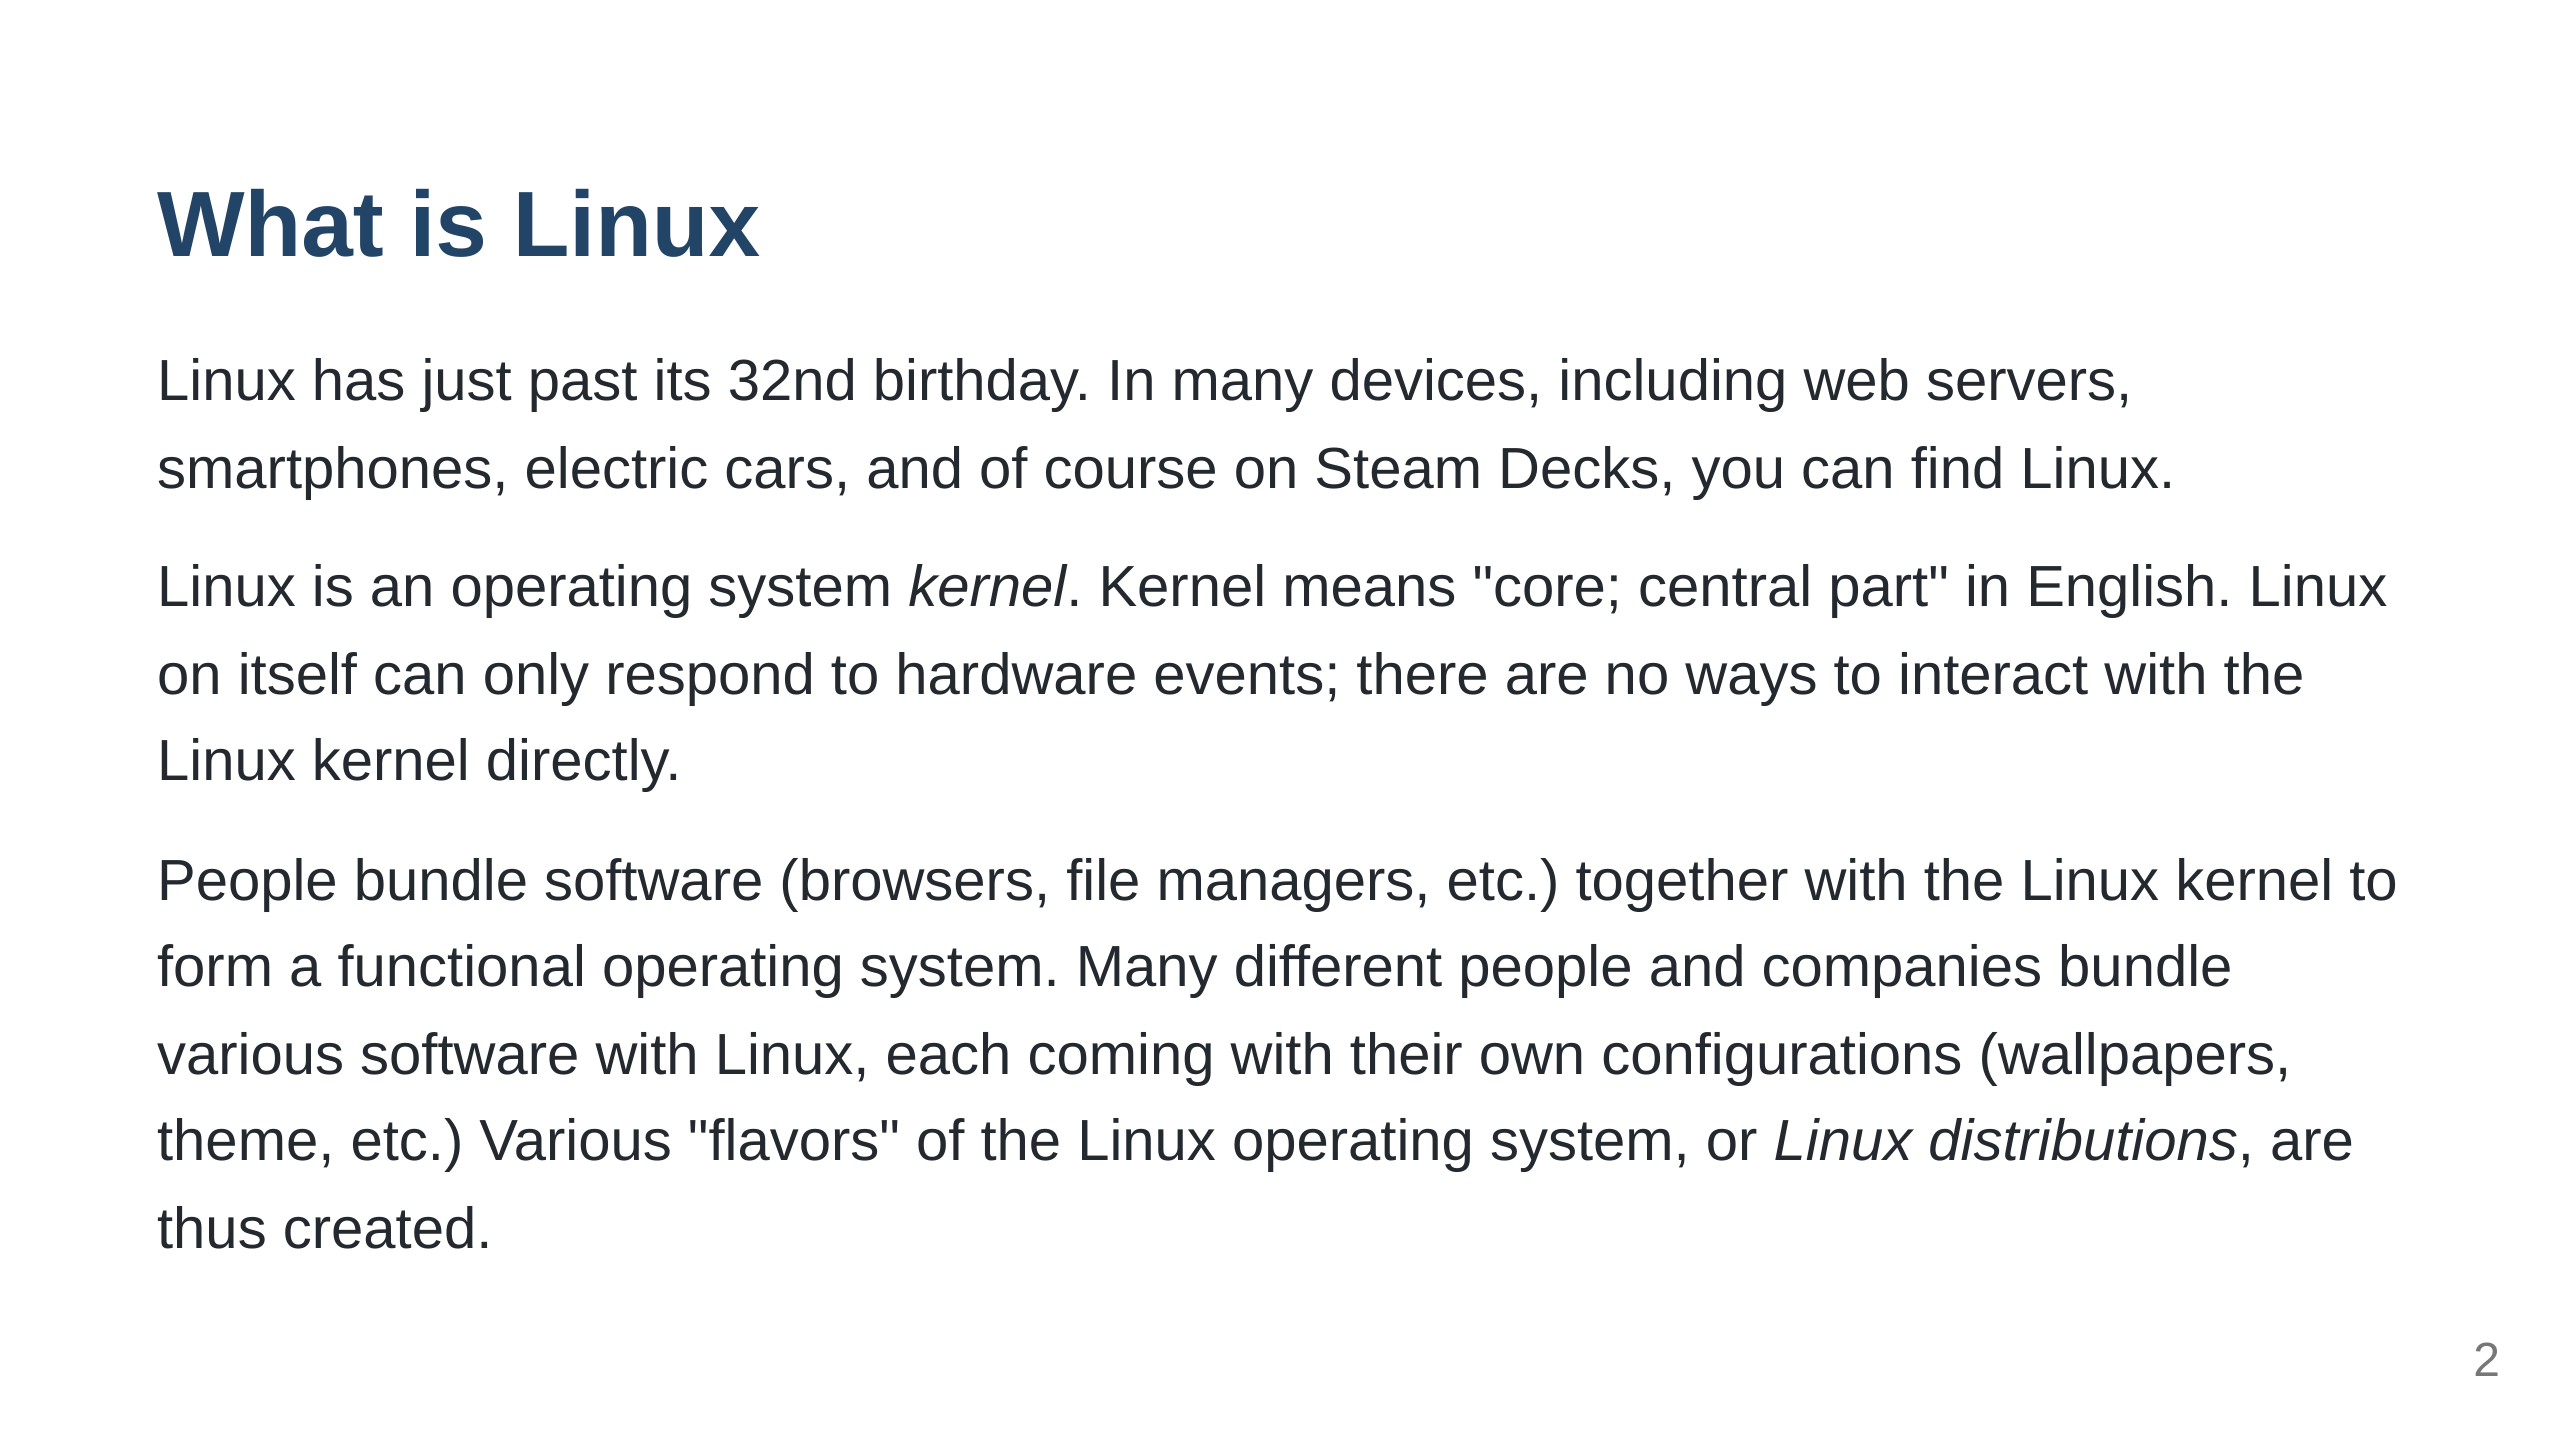 What is Linux
Linux has just past its 32nd birthday. In many devices, including web servers,
smartphones, electric cars, and of course on Steam Decks, you can find Linux.
Linux is an operating system kernel. Kernel means "core; central part" in English. Linux
on itself can only respond to hardware events; there are no ways to interact with the
Linux kernel directly.
People bundle software (browsers, file managers, etc.) together with the Linux kernel to
form a functional operating system. Many different people and companies bundle
various software with Linux, each coming with their own configurations (wallpapers,
theme, etc.) Various "flavors" of the Linux operating system, or Linux distributions, are
thus created.
2